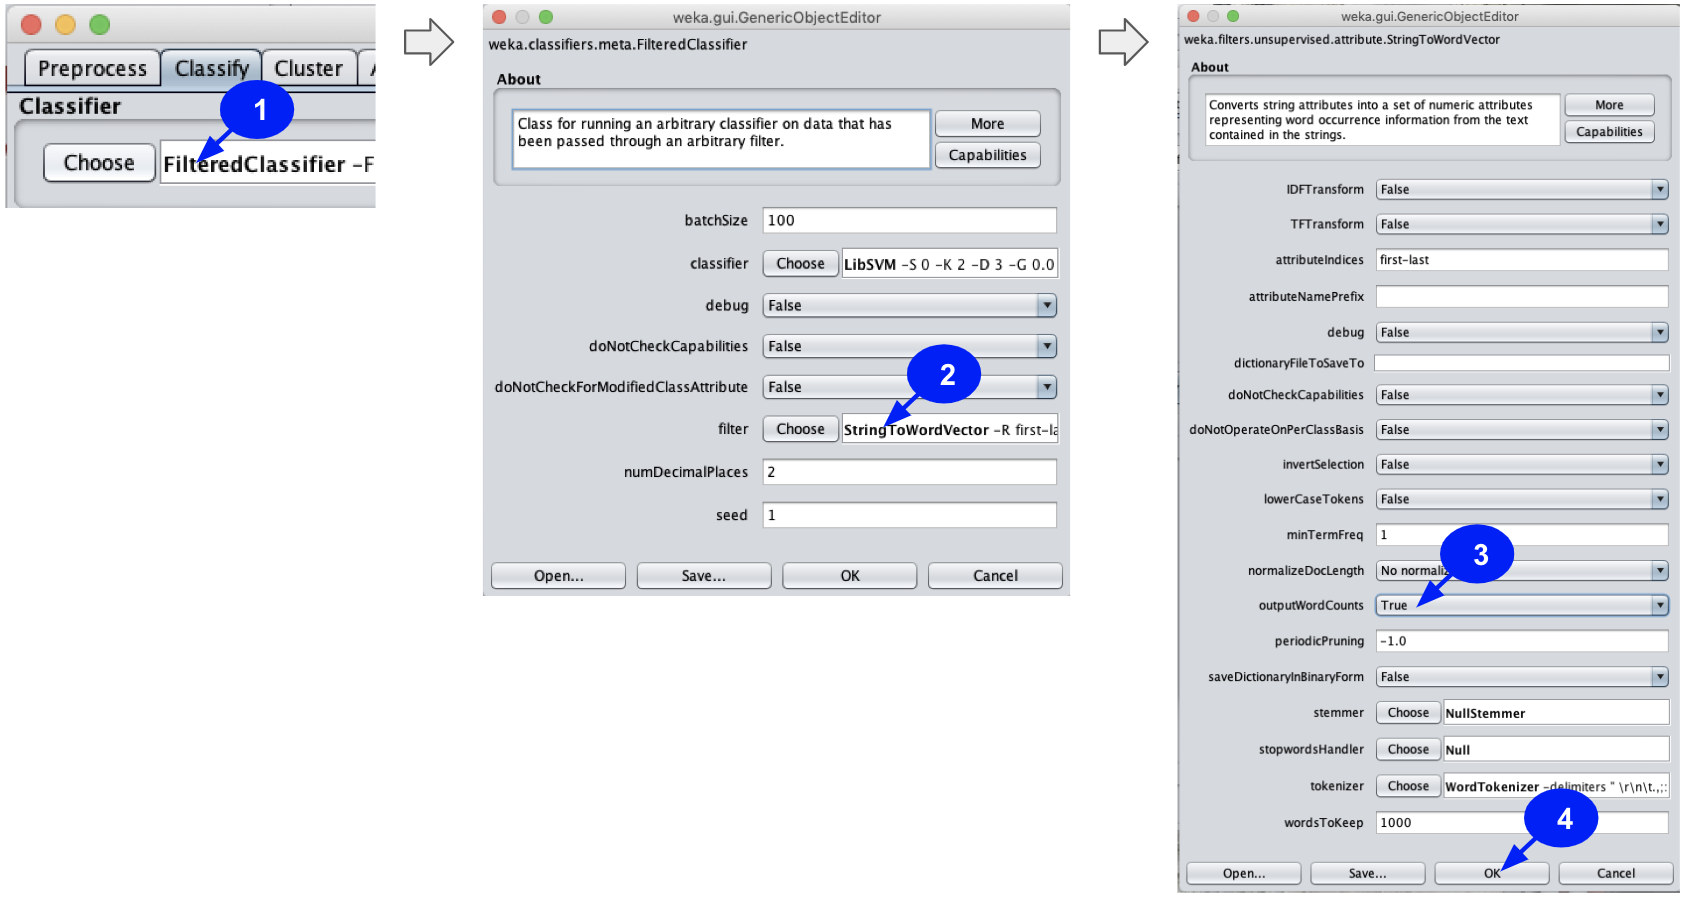 Preprocess Classify Cluster
Classifier
1
Choose FilteredClassifier -F
weka.gui.GenericObjectEditor
weka.classifiers.meta.FilteredClassifier
About
Class for running an arbitrary classifier on data that has
been passed through an arbitrary filter.
More
Capabilities
batchSize 100
classifier Choose LibSVM -S 0 -K 2 -D 3 -G 0.0
debug False
doNotCheckCapabilities False
doNotCheckForModifiedClassAttribute False
2
filter Choose StringToWordVector -R first-la
numDecimalPlaces 2
seed 1
Open... Save... OK Cancel
weka.gui.GenericObjectEditor
weka.filters.unsupervised.attribute.StringToWordVector
About
Converts string attributes into a set of numeric attributes
representing word occurrence information from the text
contained in the strings.
More
Capabilities
IDFTransform False
TFTransform False
attributeIndices first-last
attributeNamePrefix
debug False
dictionaryFileToSaveTo
doNotCheckCapabilities False
doNotOperateOnPerClassBasis False
invertSelection False
lowerCaseTokens False
minTermFreq 1
3
normalizeDocLength No normaliz
outputWordCounts True
periodicPruning -1.0
saveDictionaryInBinaryForm False
stemmer Choose NullStemmer
stopwordsHandler Choose Null
tokenizer Choose WordTokenizer -delimiters " \r\n\t.,;:
wordsToKeep 1000
4
Open... Save... OK Cancel